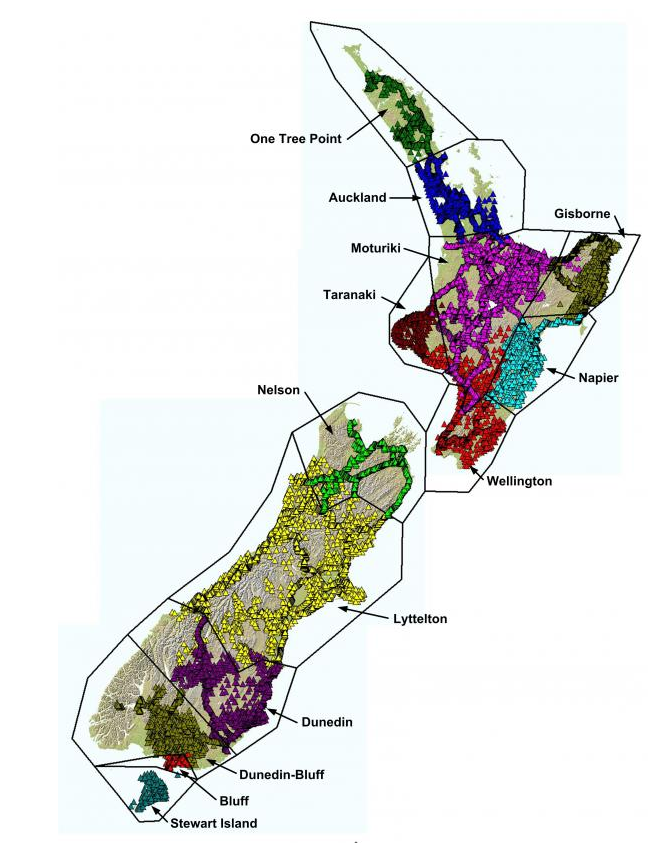 One Tree Point
Auckland
Gisborne
Moturiki
Taranaki
Napier
Nelson
Wellington
Lyttelton
Dunedin
Dunedin-Bluff
Bluff
Stewart Island